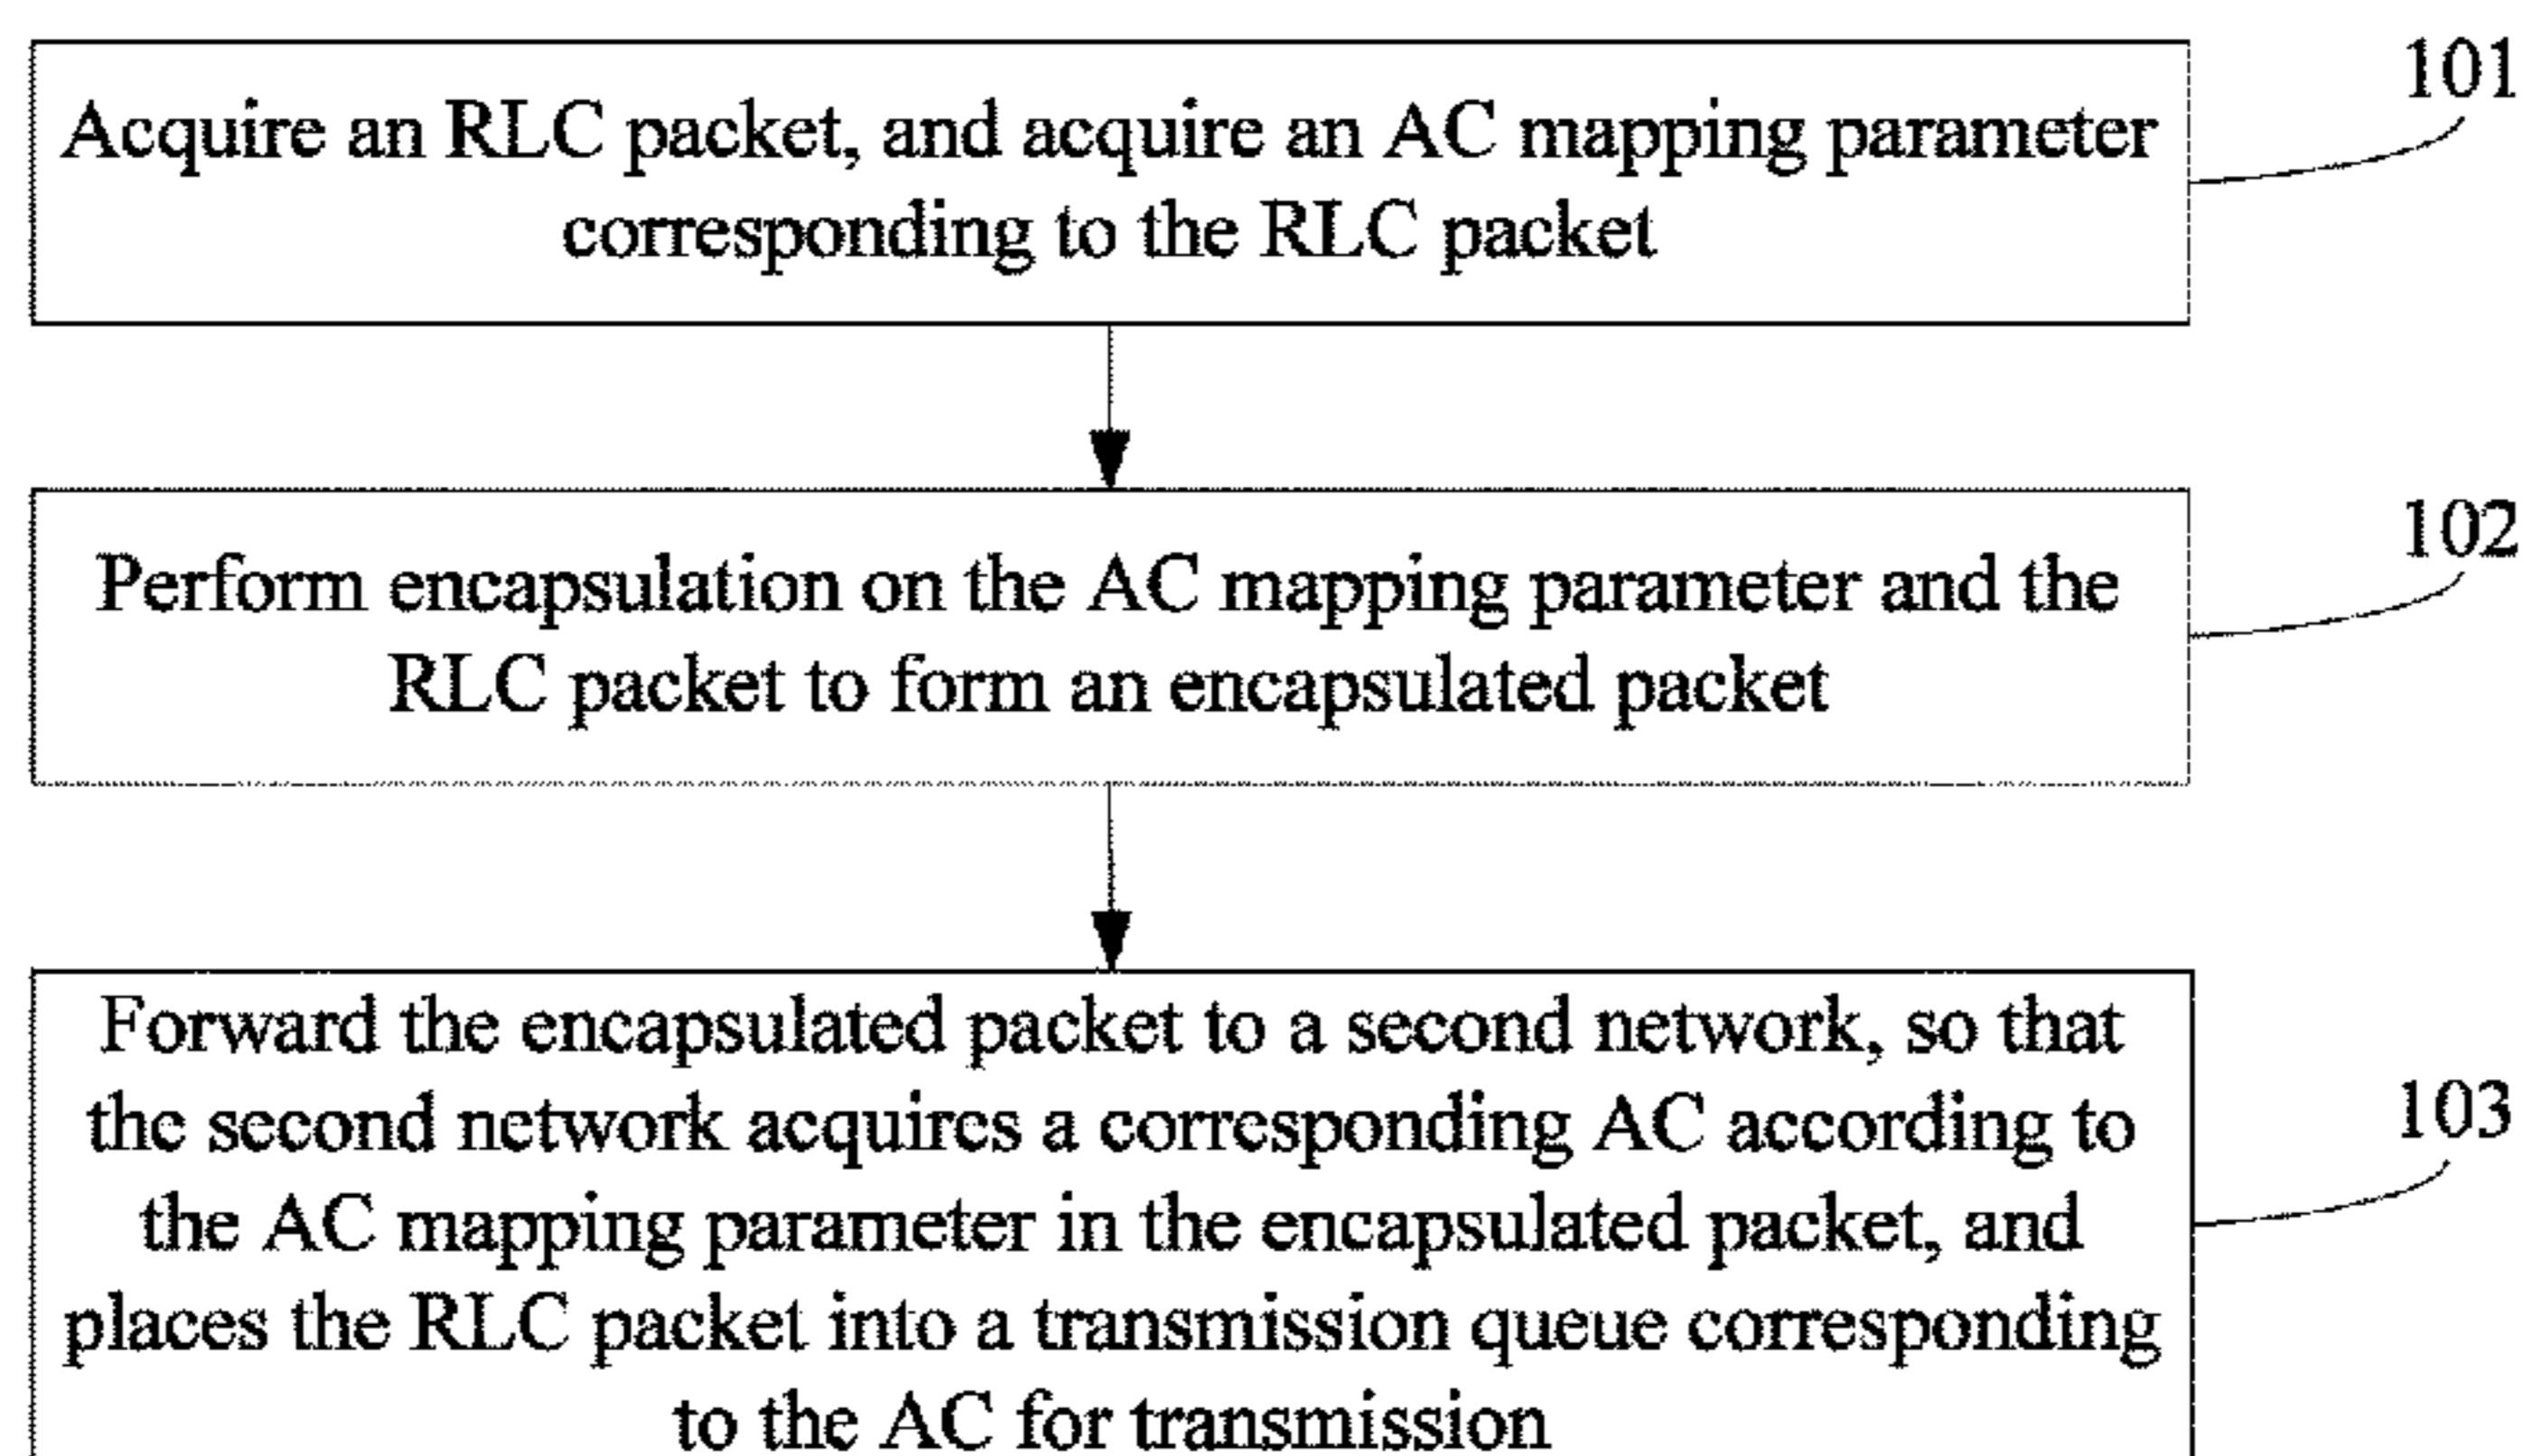 Acquire an RLC packet, and acquire an AC mapping parameter
corresponding to the RLC packet
101
Perform encapsulation on the AC mapping parameter and the
RLC packet to form an encapsulated packet
102
Forward the encapsulated packet to a second network, so that
the second network acquires a corresponding AC according to
the AC mapping parameter in the encapsulated packet, and
places the RLC packet into a transmission queue corresponding
to the AC for transmission
103